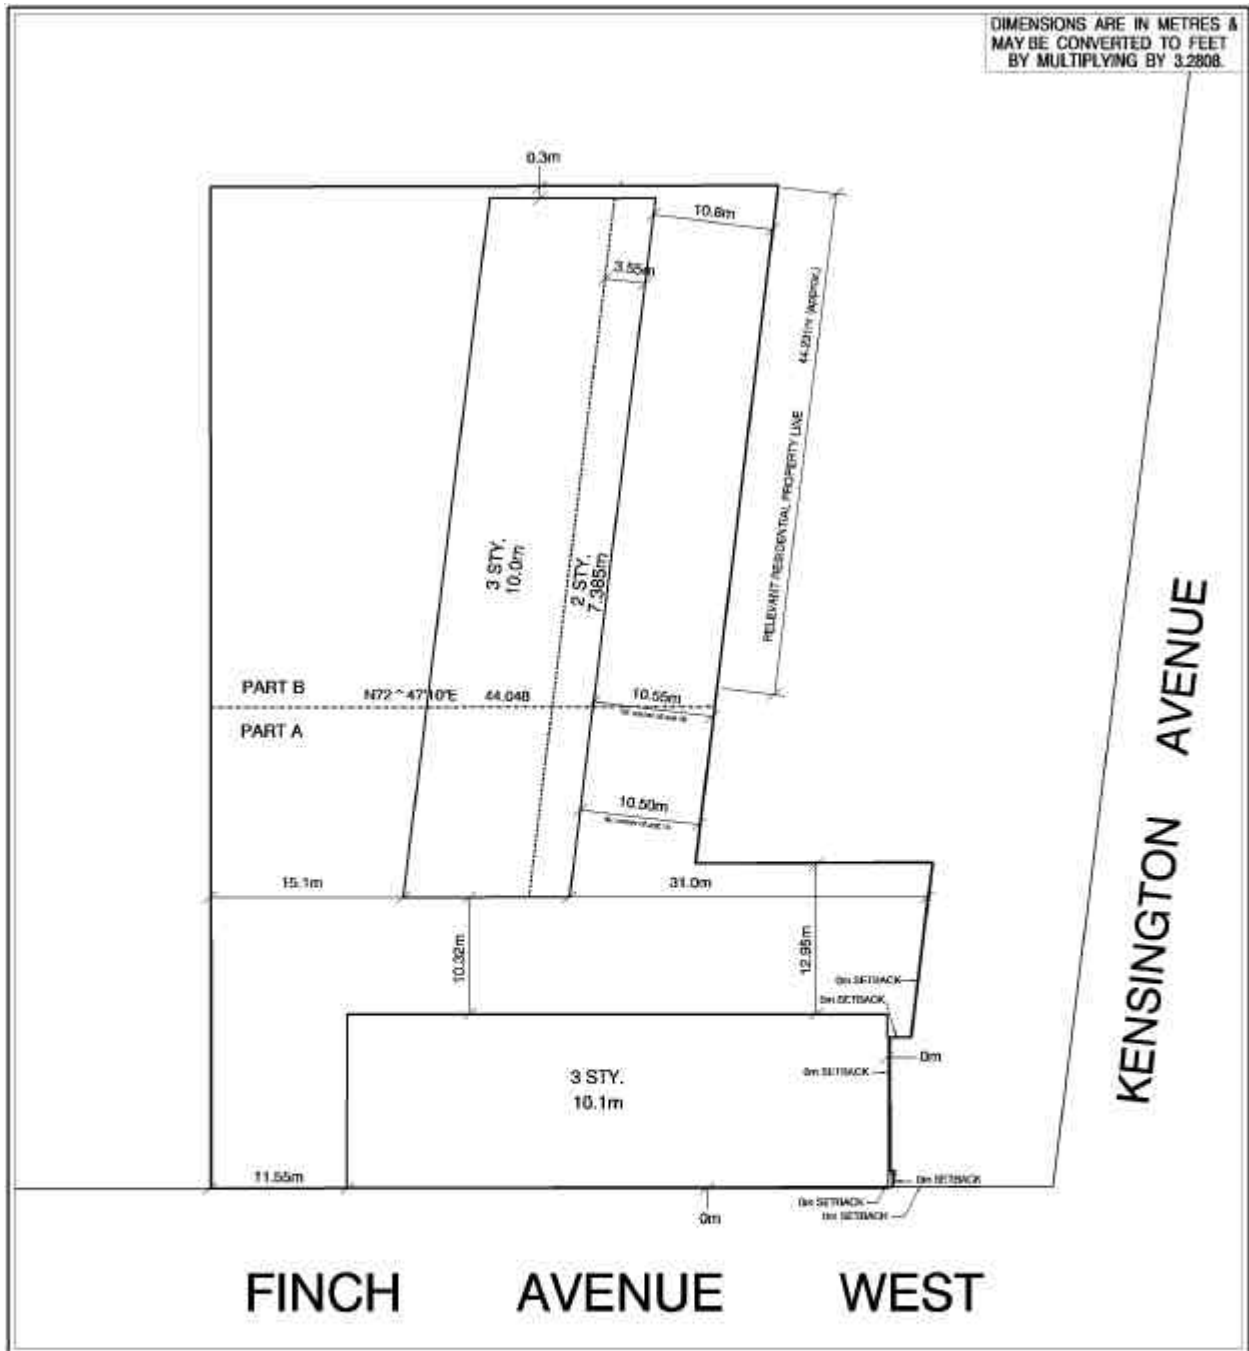 DIMENSIONS ARE IN METRES &
MAY BE CONVERTED TO FEET
BY MULTIPLYING BY 3.2808.
0.3m
10.8m
3.55m
(approx.)
RELEVANT RESIDENTIAL PROPERTY LINE
3 STY.
10.0m
2 STY.
7.385m
PART B
N72^47'10"E
44.048
10.55m
PART A
10.50m
15.1m
31.0m
10.32m
12.95m
0m SETBACK
0m SETBACK
0m
0m SETBACK
3 STY.
10.1m
11.55m
0m SETBACK
0m SETBACK
0m SETBACK
0m
KENSINGTON AVENUE
FINCH AVENUE WEST